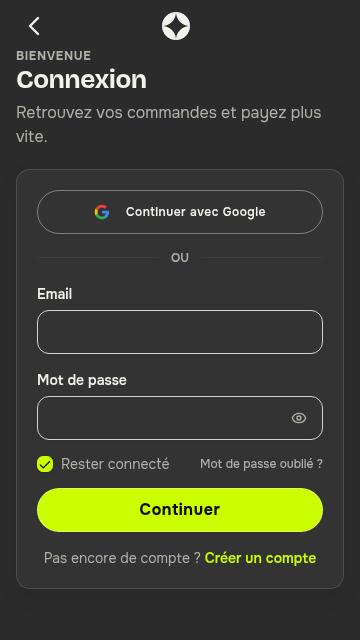 BIENVENUE
Connexion
Retrouvez vos commandes et payez plus
vite.
Continuer avec Google
OU
Email
Mot de passe
Rester connecté
Mot de passe oublié ?
Continuer
Pas encore de compte ? Créer un compte